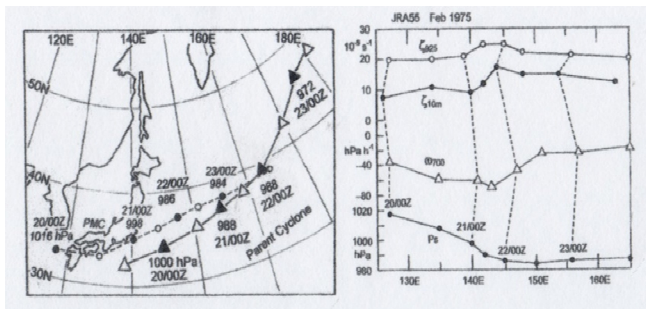 120E 140E 160E 180E
50N
40N
30N
972
23/00Z
23/00Z
984
22/00Z
986
21/00Z
998
20/00Z
1016 hPa
PMC
988
22/00Z
988
21/00Z
1000 hPa
20/00Z
Parent Cyclone
JRA55 Feb 1975
30
10⁻⁵ s⁻¹
20
10
0
ζ925
ζ10m
0
hPa h⁻¹
-40
-80
ω700
1020
1000
hPa
980
20/00Z
21/00Z
22/00Z
23/00Z
Ps
130E 140E 150E 160E